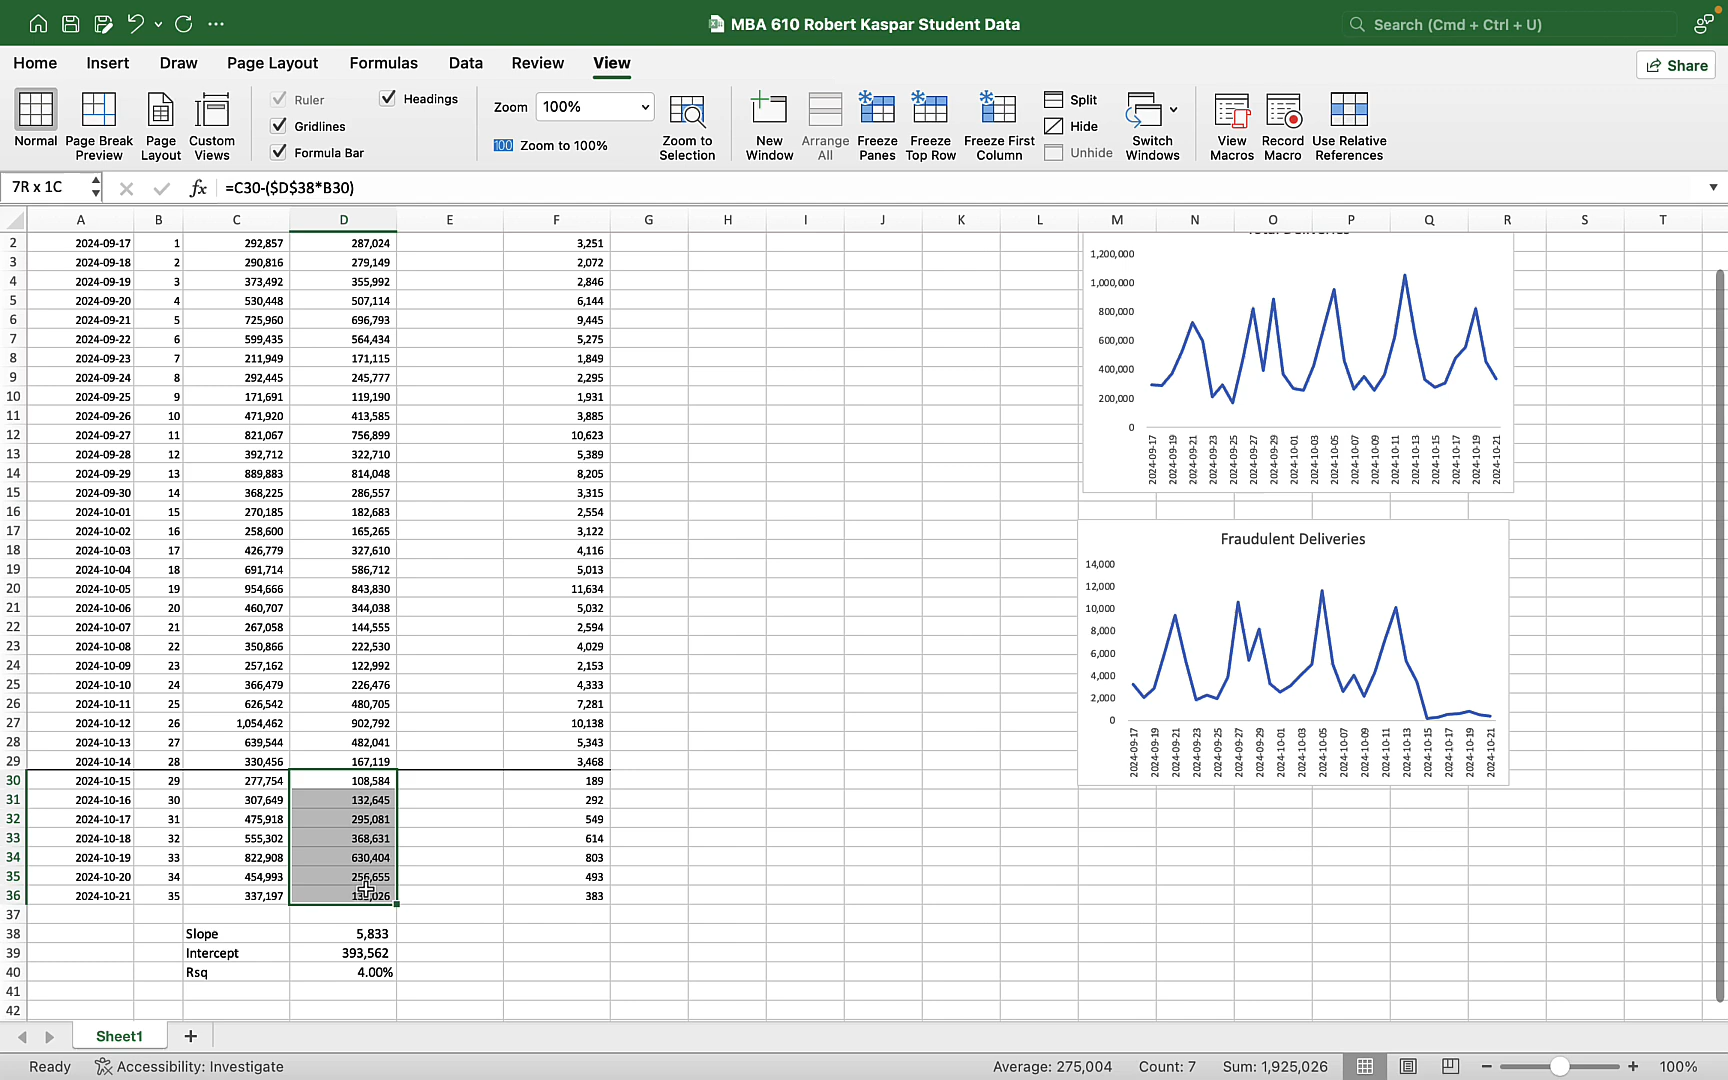 MBA 610 Robert Kaspar Student Data
Search (Cmd + Ctrl + U)
Home Insert Draw Page Layout Formulas Data Review View Share
Normal Page Break Preview Page Layout Custom Views
Ruler Headings
Gridlines
Formula Bar
Zoom 100%
100 Zoom to 100%
Zoom to Selection
New Window Arrange All Freeze Panes Freeze Top Row Freeze First Column
Split
Hide
Unhide
Switch Windows View Macros Record Macro Use Relative References
7R x 1C fx =C30-($D$38*B30)
A B C D E F G H I J K L M N O P Q R S T
2 2024-09-17 1 292,857 287,024 3,251
3 2024-09-18 2 290,816 279,149 2,072
4 2024-09-19 3 373,492 355,992 2,846
5 2024-09-20 4 530,448 507,114 6,144
6 2024-09-21 5 725,960 696,793 9,445
7 2024-09-22 6 599,435 564,434 5,275
8 2024-09-23 7 211,949 171,115 1,849
9 2024-09-24 8 292,445 245,777 2,295
10 2024-09-25 9 171,691 119,190 1,931
11 2024-09-26 10 471,920 413,585 3,885
12 2024-09-27 11 821,067 756,899 10,623
13 2024-09-28 12 392,712 322,710 5,389
14 2024-09-29 13 889,883 814,048 8,205
15 2024-09-30 14 368,225 286,557 3,315
16 2024-10-01 15 270,185 182,683 2,554
17 2024-10-02 16 258,600 165,265 3,122
18 2024-10-03 17 426,779 327,610 4,116
19 2024-10-04 18 691,714 586,712 5,013
20 2024-10-05 19 954,666 843,830 11,634
21 2024-10-06 20 460,707 344,038 5,032
22 2024-10-07 21 267,058 144,555 2,594
23 2024-10-08 22 350,866 222,530 4,029
24 2024-10-09 23 257,162 122,992 2,153
25 2024-10-10 24 366,479 226,476 4,333
26 2024-10-11 25 626,542 480,705 7,281
27 2024-10-12 26 1,054,462 902,792 10,138
28 2024-10-13 27 639,544 482,041 5,343
29 2024-10-14 28 330,456 167,119 3,468
30 2024-10-15 29 277,754 108,584 189
31 2024-10-16 30 307,649 132,645 292
32 2024-10-17 31 475,918 295,081 549
33 2024-10-18 32 555,302 368,631 614
34 2024-10-19 33 822,908 630,404 803
35 2024-10-20 34 454,993 256,655 493
36 2024-10-21 35 337,197 383
37
38 Slope 5,833
39 Intercept 393,562
40 Rsq 4.00%
41
42
1,200,000
1,000,000
800,000
600,000
400,000
200,000
0
2024-09-17 2024-09-19 2024-09-21 2024-09-23 2024-09-25 2024-09-27 2024-09-29 2024-10-01 2024-10-03 2024-10-05 2024-10-07 2024-10-09 2024-10-11 2024-10-13 2024-10-15 2024-10-17 2024-10-19 2024-10-21
Fraudulent Deliveries
14,000
12,000
10,000
8,000
6,000
4,000
2,000
0
2024-09-17 2024-09-19 2024-09-21 2024-09-23 2024-09-25 2024-09-27 2024-09-29 2024-10-01 2024-10-03 2024-10-05 2024-10-07 2024-10-09 2024-10-11 2024-10-13 2024-10-15 2024-10-17 2024-10-19 2024-10-21
Sheet1
Ready Accessibility: Investigate Average: 275,004 Count: 7 Sum: 1,925,026 100%